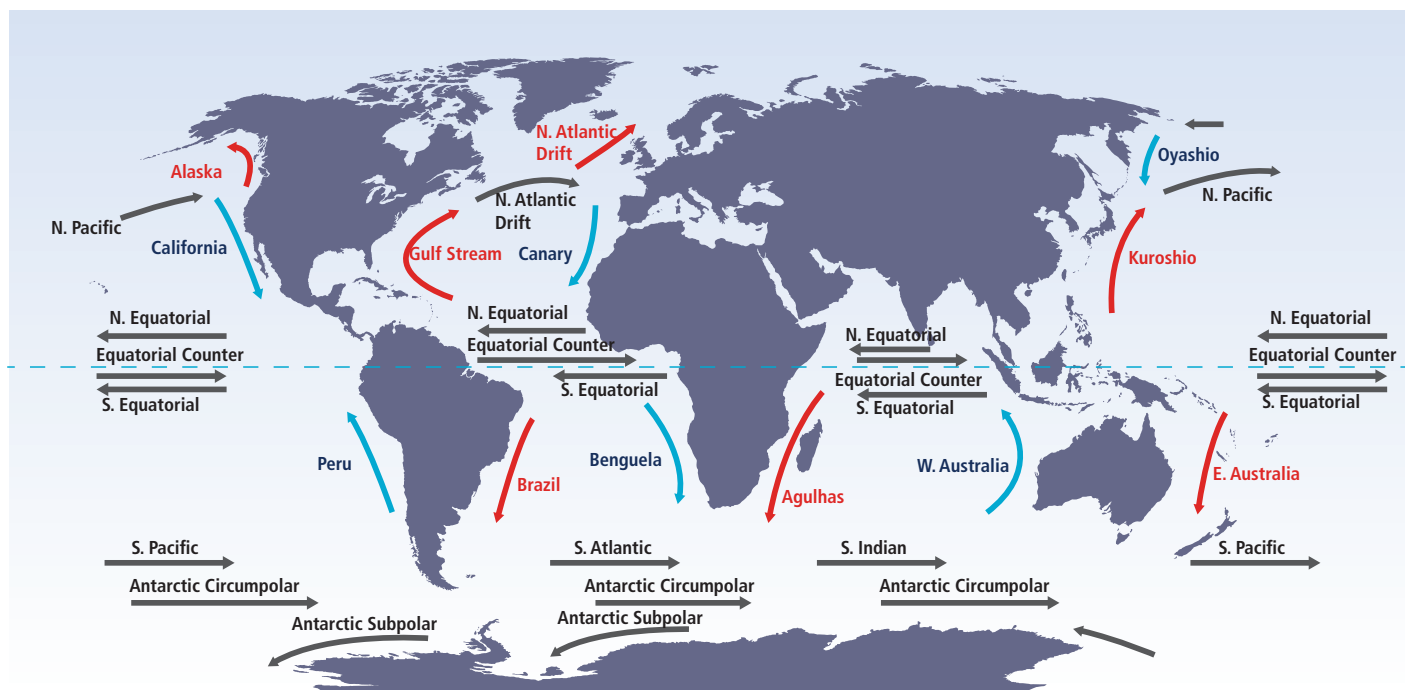 N. Atlantic
Drift
Oyashio
Alaska
N. Pacific
N. Atlantic
Drift
N. Pacific
California
Gulf Stream
Canary
Kuroshio
N. Equatorial
Equatorial Counter
S. Equatorial
N. Equatorial
Equatorial Counter
S. Equatorial
N. Equatorial
Equatorial Counter
S. Equatorial
N. Equatorial
Equatorial Counter
S. Equatorial
Peru
Brazil
Benguela
Agulhas
W. Australia
E. Australia
S. Pacific
S. Atlantic
S. Indian
S. Pacific
Antarctic Circumpolar
Antarctic Circumpolar
Antarctic Circumpolar
Antarctic Subpolar
Antarctic Subpolar